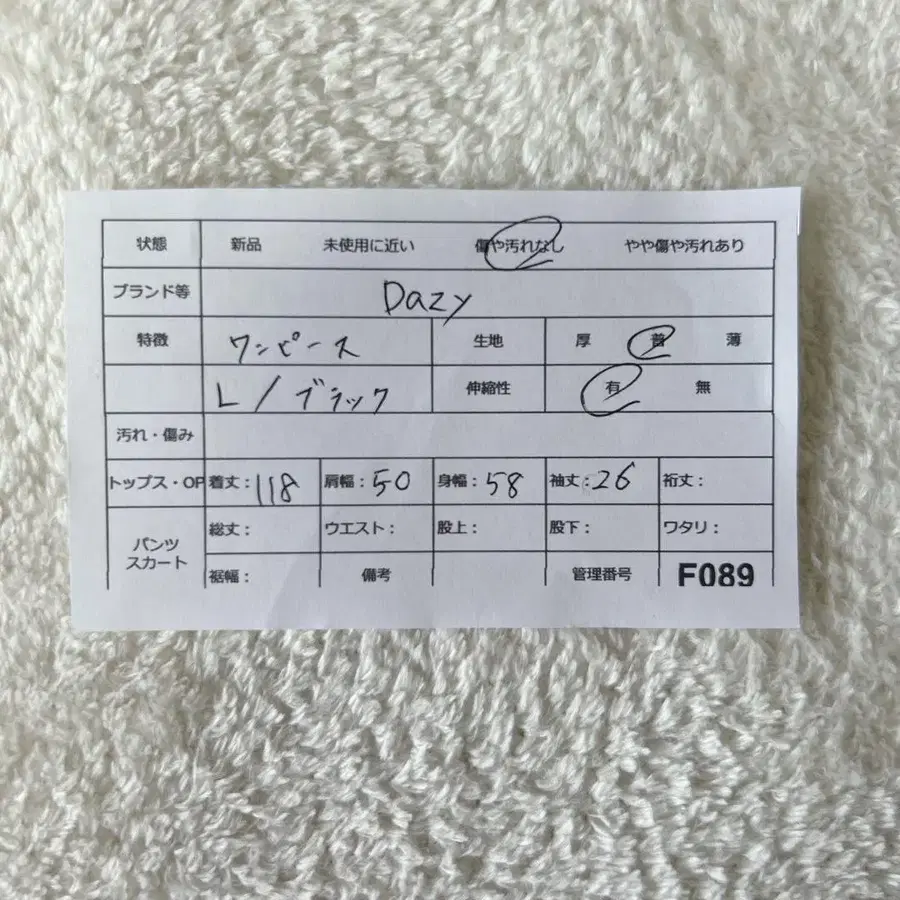 状態 新品 未使用に近い 傷や汚れなし やや傷や汚れあり
ブランド等 Dazy
特徴 ワンピース 生地 厚 普 薄
L/ブラック 伸縮性 有 無
汚れ・傷み
トップス・OP 着丈：118 肩幅：50 身幅：58 袖丈：26 裄丈：
パンツ
スカート
総丈： ウエスト： 股上： 股下： ワタリ：
裾幅： 備考 管理番号 F089